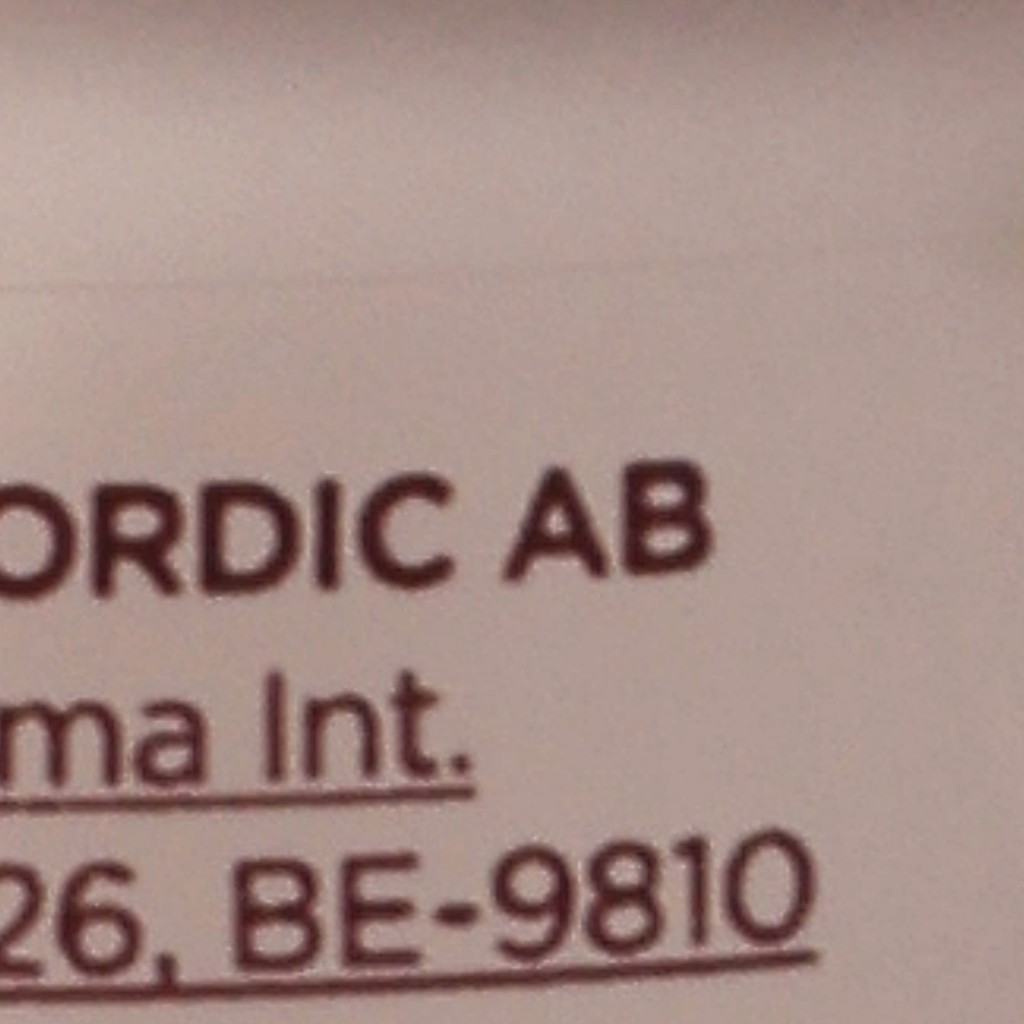 ORDIC AB
ma Int.
26, BE-9810